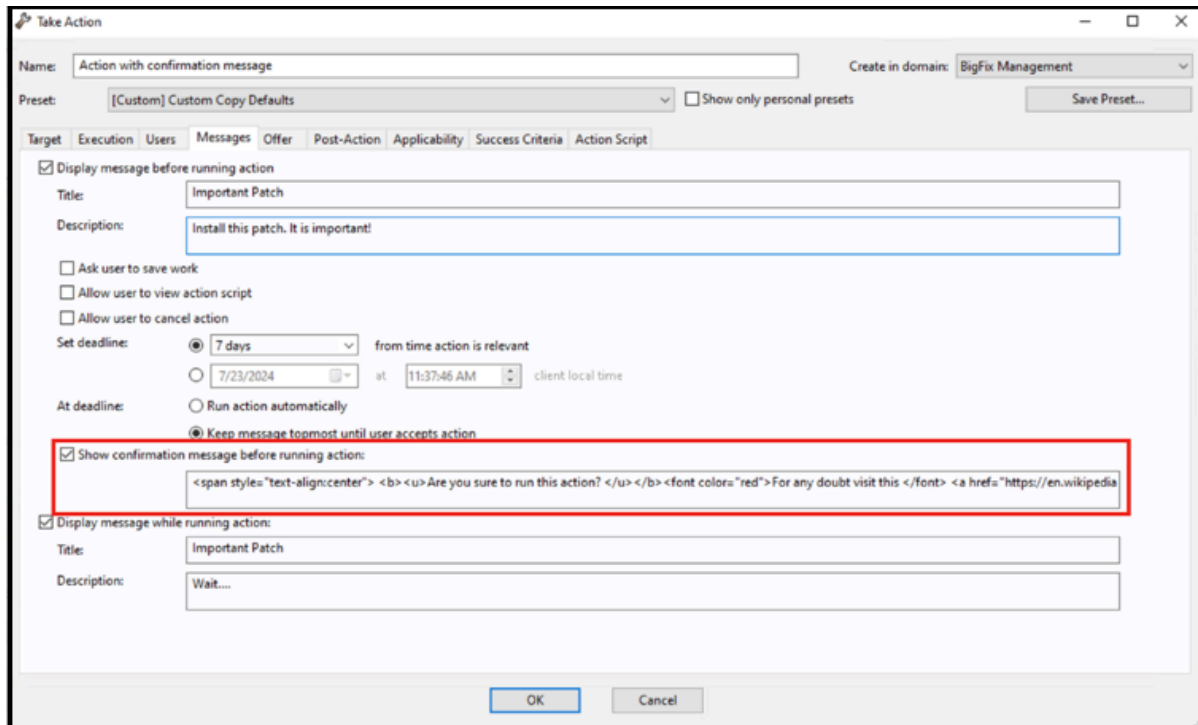 Take Action
Name: Action with confirmation message Create in domain: BigFix Management
Preset: [Custom] Custom Copy Defaults Show only personal presets Save Preset...
Target Execution Users Messages Offer Post-Action Applicability Success Criteria Action Script
Display message before running action
Title: Important Patch
Description: Install this patch. It is important!
Ask user to save work
Allow user to view action script
Allow user to cancel action
Set deadline: 7 days from time action is relevant
7/23/2024 at 11:37:46 AM client local time
At deadline: Run action automatically
Keep message topmost until user accepts action
Show confirmation message before running action:
<span style="text-align:center"> <b><u>Are you sure to run this action? </u></b><font color="red">For any doubt visit this </font> <a href="https://en.wikipedia
Display message while running action:
Title: Important Patch
Description: Wait....
OK Cancel